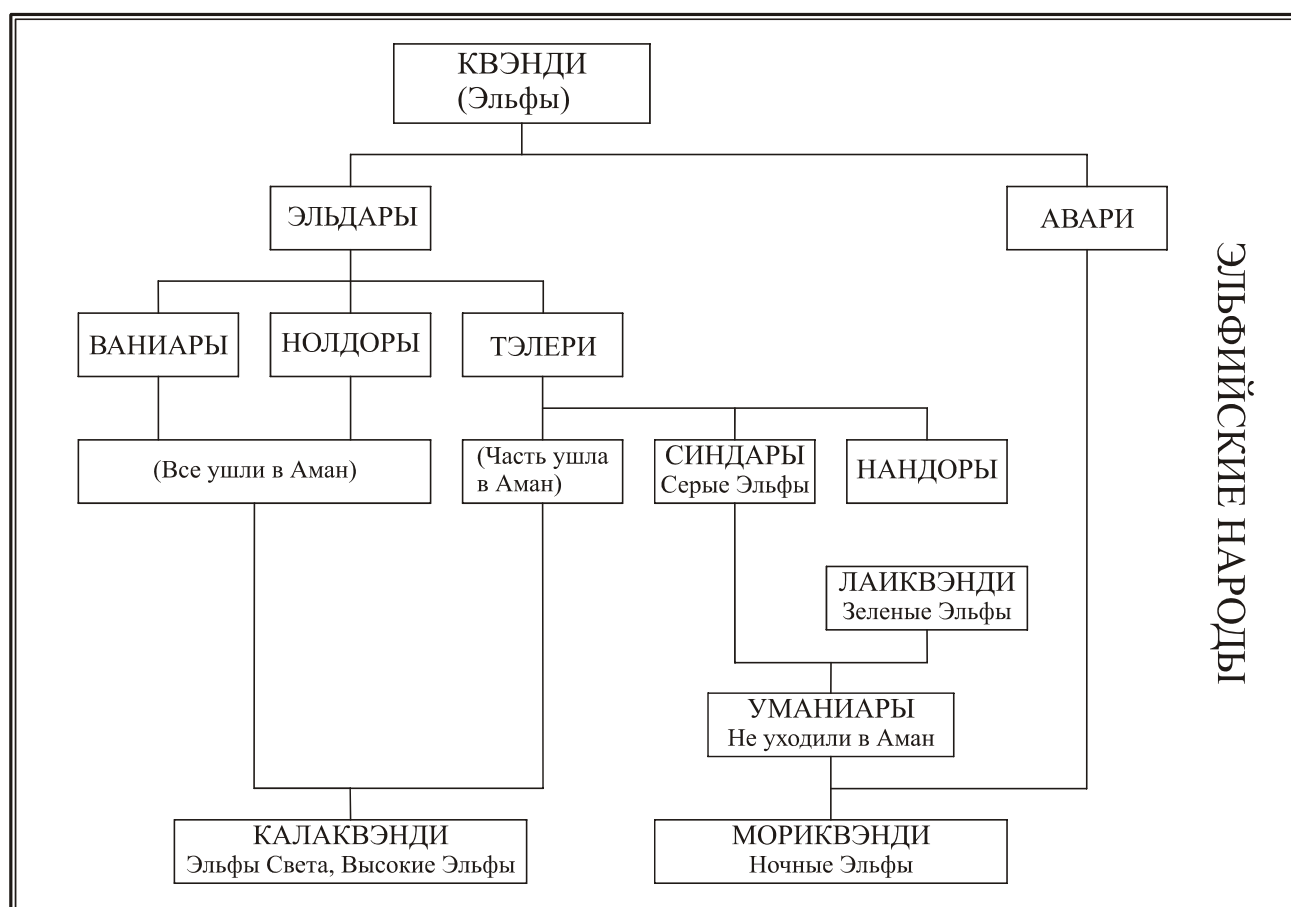 КВЭНДИ
(Эльфы)
ЭЛЬДАРЫ
АВАРИ
ВАНИАРЫ
НОЛДОРЫ
ТЭЛЕРИ
(Все ушли в Аман)
(Часть ушла
в Аман)
СИНДАРЫ
Серые Эльфы
НАНДОРЫ
ЛАИКВЭНДИ
Зеленые Эльфы
УМАНИАРЫ
Не уходили в Аман
КАЛАКВЭНДИ
Эльфы Света, Высокие Эльфы
МОРИКВЭНДИ
Ночные Эльфы
ЭЛЬФИЙСКИЕ НАРОДЫ